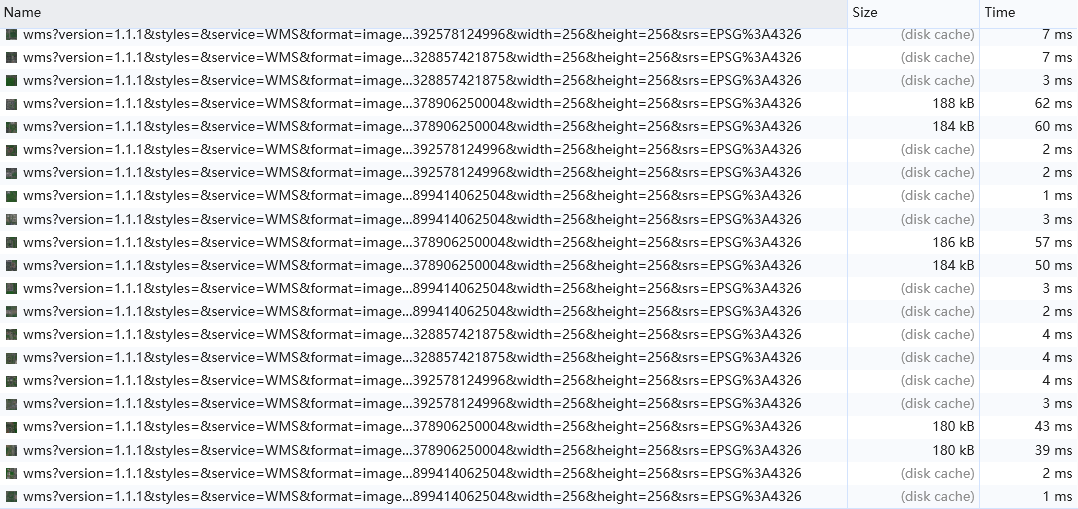 Name Size Time
wms?version=1.1.1&styles=&service=WMS&format=image...392578124996&width=256&height=256&srs=EPSG%3A4326 (disk cache) 7 ms
wms?version=1.1.1&styles=&service=WMS&format=image...328857421875&width=256&height=256&srs=EPSG%3A4326 (disk cache) 7 ms
wms?version=1.1.1&styles=&service=WMS&format=image...328857421875&width=256&height=256&srs=EPSG%3A4326 (disk cache) 3 ms
wms?version=1.1.1&styles=&service=WMS&format=image...378906250004&width=256&height=256&srs=EPSG%3A4326 188 kB 62 ms
wms?version=1.1.1&styles=&service=WMS&format=image...378906250004&width=256&height=256&srs=EPSG%3A4326 184 kB 60 ms
wms?version=1.1.1&styles=&service=WMS&format=image...392578124996&width=256&height=256&srs=EPSG%3A4326 (disk cache) 2 ms
wms?version=1.1.1&styles=&service=WMS&format=image...392578124996&width=256&height=256&srs=EPSG%3A4326 (disk cache) 2 ms
wms?version=1.1.1&styles=&service=WMS&format=image...899414062504&width=256&height=256&srs=EPSG%3A4326 (disk cache) 1 ms
wms?version=1.1.1&styles=&service=WMS&format=image...899414062504&width=256&height=256&srs=EPSG%3A4326 (disk cache) 3 ms
wms?version=1.1.1&styles=&service=WMS&format=image...378906250004&width=256&height=256&srs=EPSG%3A4326 186 kB 57 ms
wms?version=1.1.1&styles=&service=WMS&format=image...378906250004&width=256&height=256&srs=EPSG%3A4326 184 kB 50 ms
wms?version=1.1.1&styles=&service=WMS&format=image...899414062504&width=256&height=256&srs=EPSG%3A4326 (disk cache) 3 ms
wms?version=1.1.1&styles=&service=WMS&format=image...899414062504&width=256&height=256&srs=EPSG%3A4326 (disk cache) 2 ms
wms?version=1.1.1&styles=&service=WMS&format=image...328857421875&width=256&height=256&srs=EPSG%3A4326 (disk cache) 4 ms
wms?version=1.1.1&styles=&service=WMS&format=image...328857421875&width=256&height=256&srs=EPSG%3A4326 (disk cache) 4 ms
wms?version=1.1.1&styles=&service=WMS&format=image...392578124996&width=256&height=256&srs=EPSG%3A4326 (disk cache) 4 ms
wms?version=1.1.1&styles=&service=WMS&format=image...392578124996&width=256&height=256&srs=EPSG%3A4326 (disk cache) 3 ms
wms?version=1.1.1&styles=&service=WMS&format=image...378906250004&width=256&height=256&srs=EPSG%3A4326 180 kB 43 ms
wms?version=1.1.1&styles=&service=WMS&format=image...378906250004&width=256&height=256&srs=EPSG%3A4326 180 kB 39 ms
wms?version=1.1.1&styles=&service=WMS&format=image...899414062504&width=256&height=256&srs=EPSG%3A4326 (disk cache) 2 ms
wms?version=1.1.1&styles=&service=WMS&format=image...899414062504&width=256&height=256&srs=EPSG%3A4326 (disk cache) 1 ms